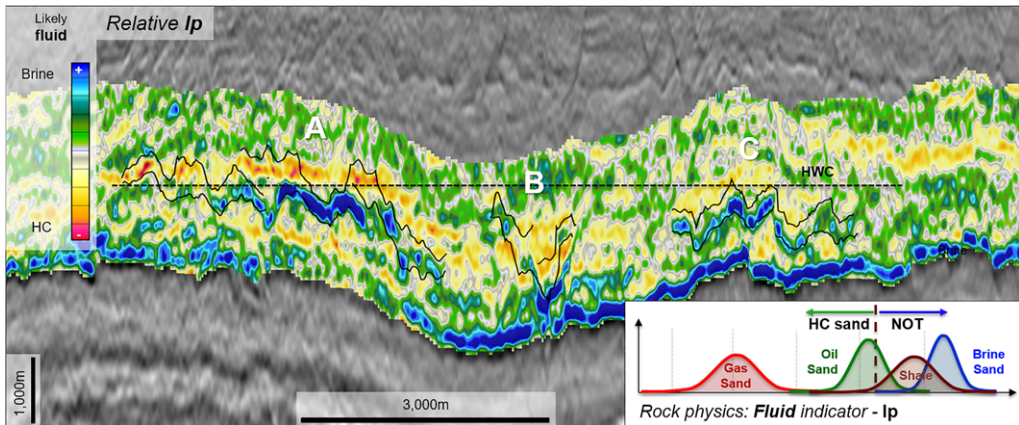 Likely
fluid
Relative Ip
Brine
+
-
HC
A
B
C
HWC
1,000m
3,000m
HC sand
NOT
Oil
Sand
Gas
Sand
Shale
Brine
Sand
Rock physics: Fluid indicator - Ip